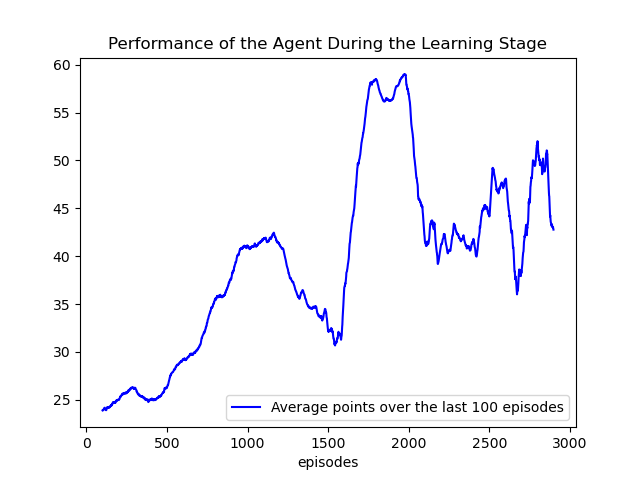 Performance of the Agent During the Learning Stage
60
55
50
45
40
35
30
25
Average points over the last 100 episodes
0 500 1000 1500 2000 2500 3000
episodes